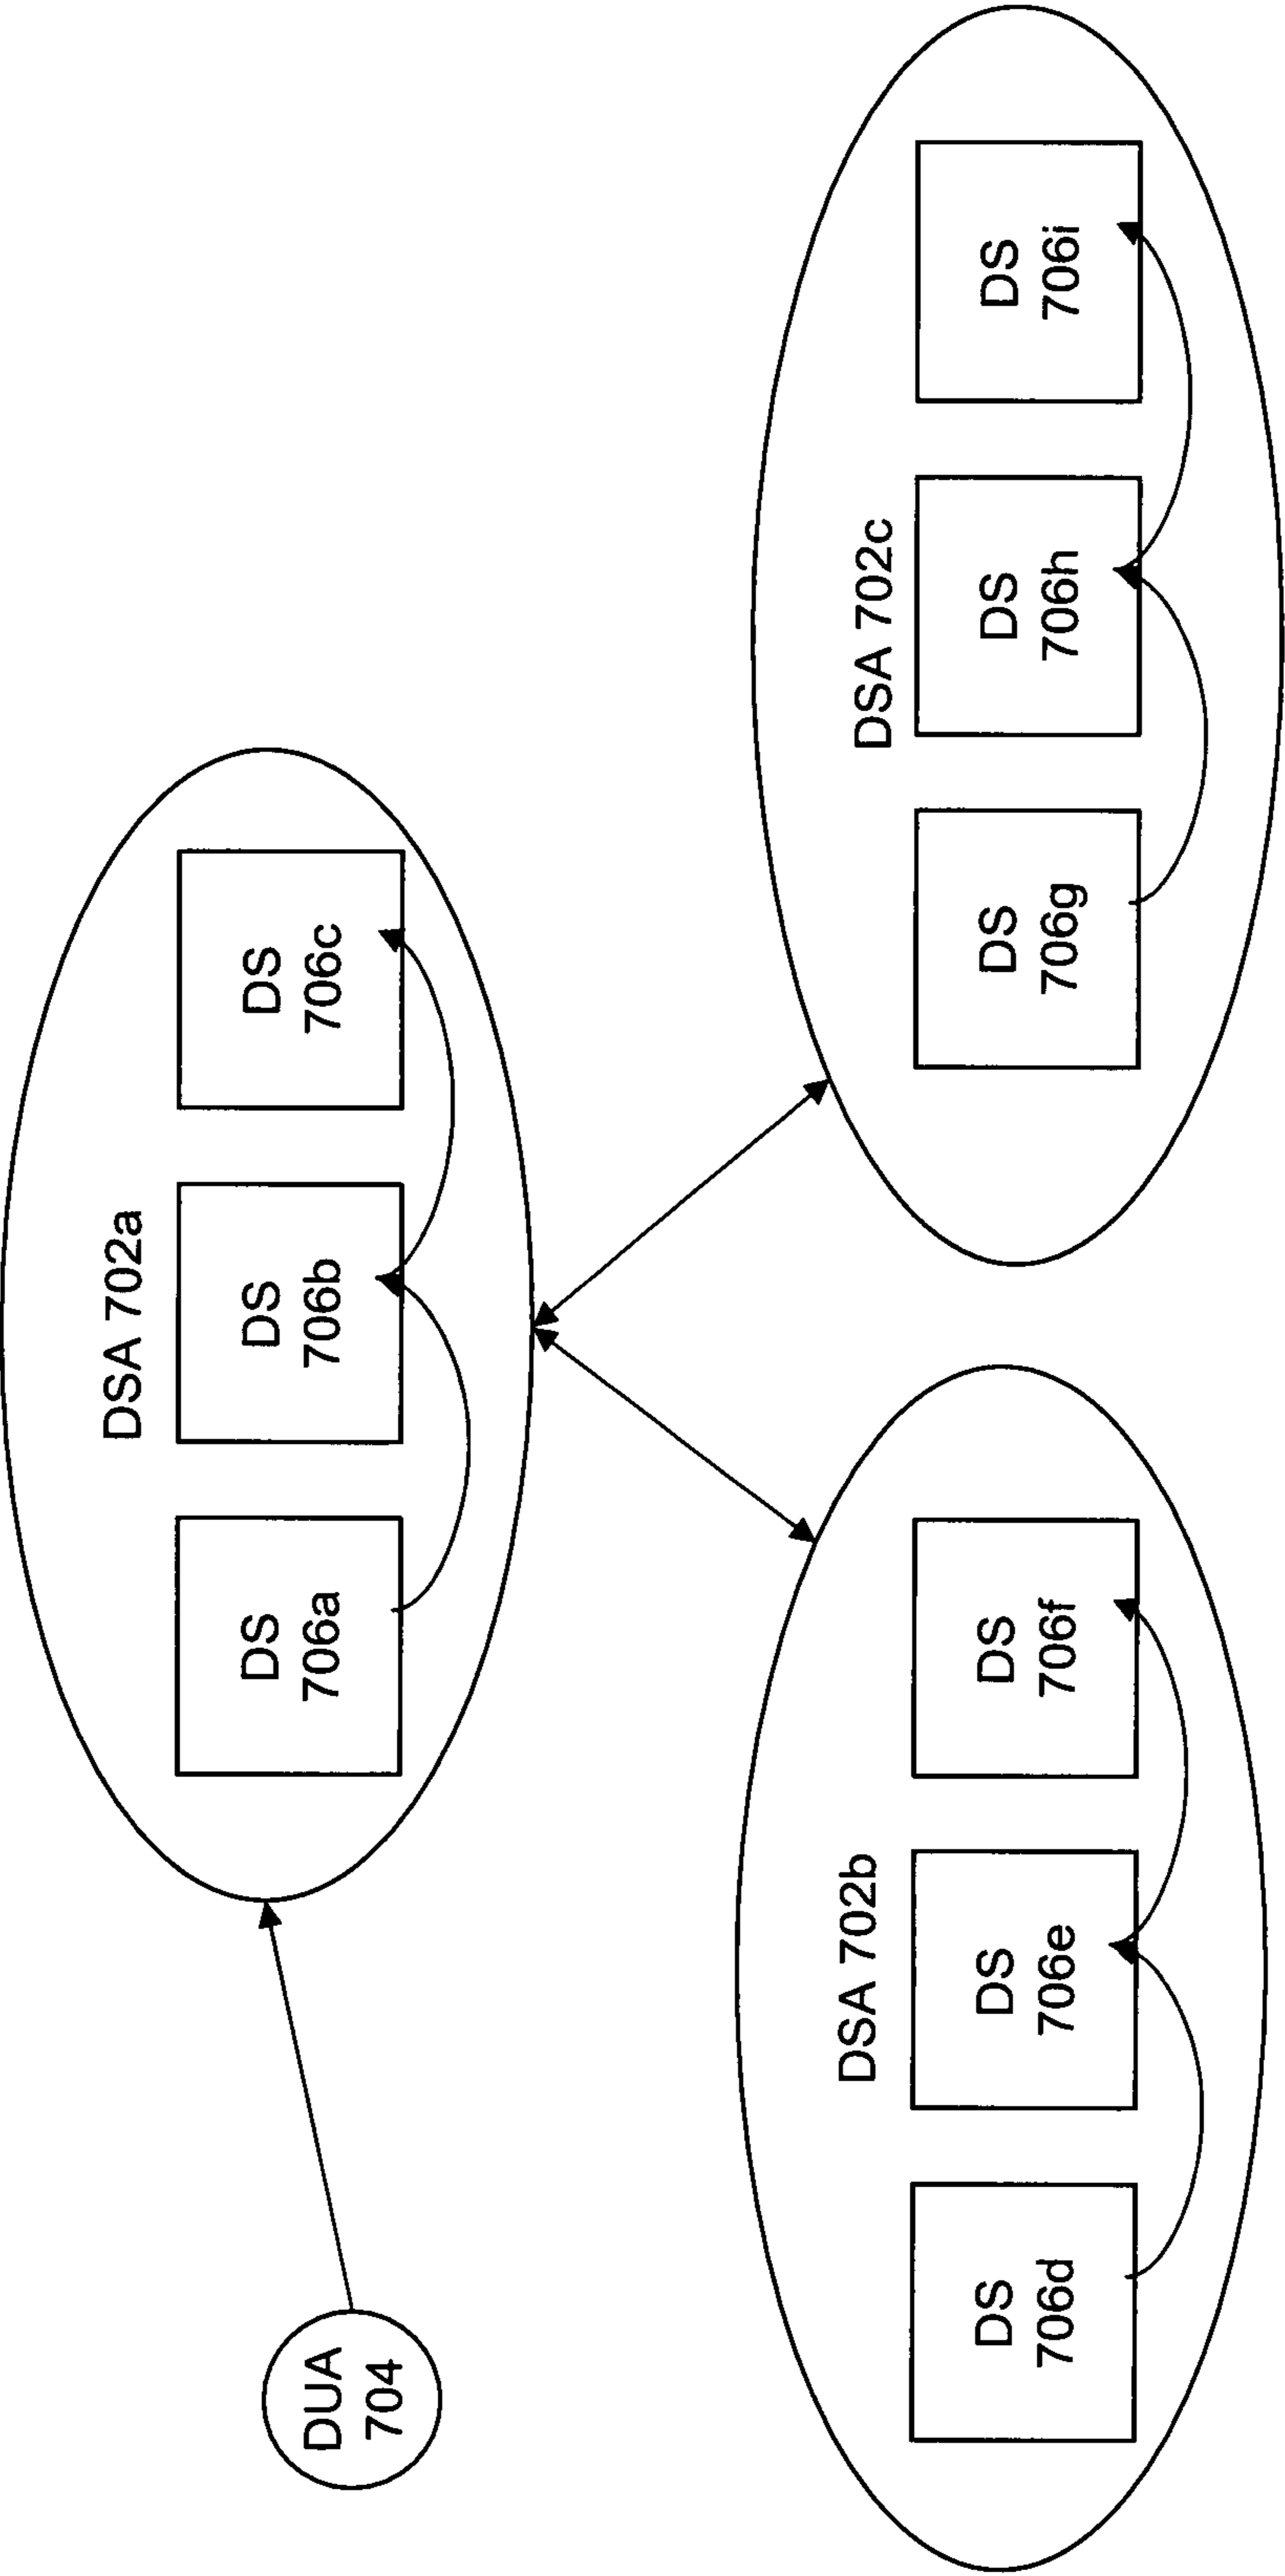 DSA 702a
DS
706a
DS
706b
DS
706c
DUA
704
DSA 702b
DS
706d
DS
706e
DS
706f
DSA 702c
DS
706g
DS
706h
DS
706i